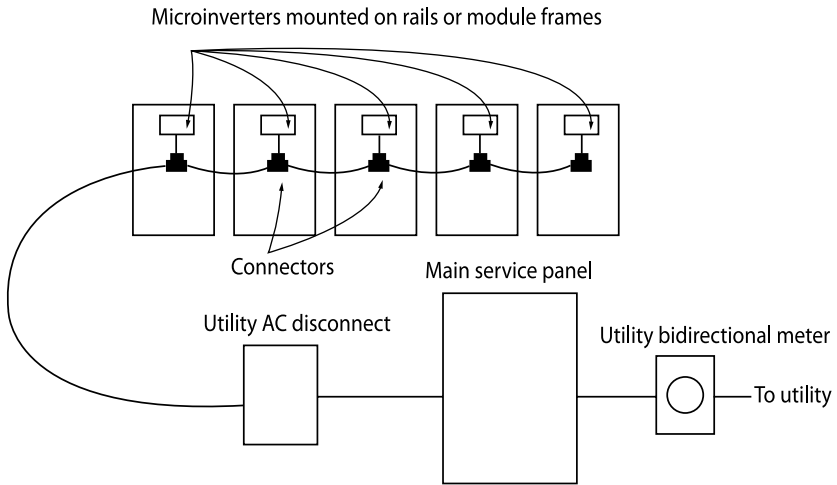 Microinverters mounted on rails or module frames
Connectors
Main service panel
Utility AC disconnect
Utility bidirectional meter
To utility